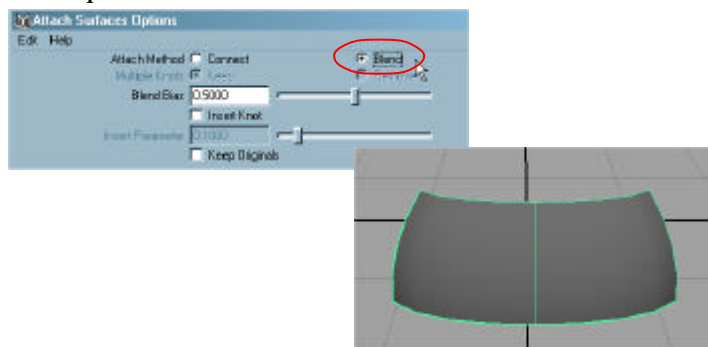 Attach Surfaces Options
Edit Help
Attach Method Connect Blend
Multiple Knots Keep
Blend Bias 0.5000
Insert Knot
Insert Parameter 0.1000
Keep Originals